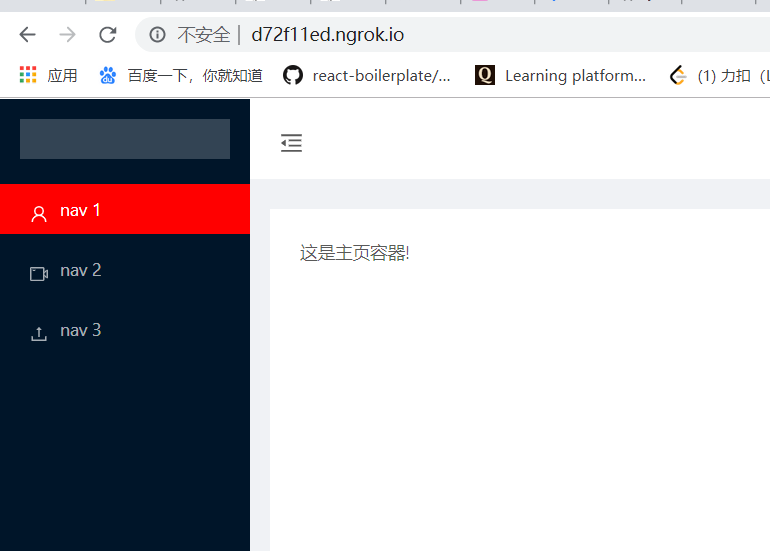 不安全 | d72f11ed.ngrok.io
应用 百度一下，你就知道 react-boilerplate/... Learning platform... (1) 力扣
nav 1
nav 2
nav 3
这是主页容器!